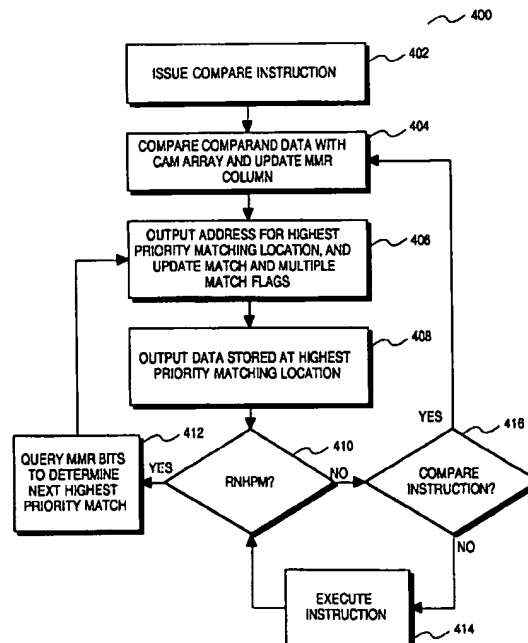 400
402
ISSUE COMPARE INSTRUCTION
404
COMPARE COMPARAND DATA WITH
CAM ARRAY AND UPDATE MMR
COLUMN
406
OUTPUT ADDRESS FOR HIGHEST
PRIORITY MATCHING LOCATION, AND
UPDATE MATCH AND MULTIPLE
MATCH FLAGS
408
OUTPUT DATA STORED AT HIGHEST
PRIORITY MATCHING LOCATION
412
QUERY MMR BITS
TO DETERMINE
NEXT HIGHEST
PRIORITY MATCH
YES
410
RNHPM?
NO
YES
416
COMPARE
INSTRUCTION?
NO
EXECUTE
INSTRUCTION
414